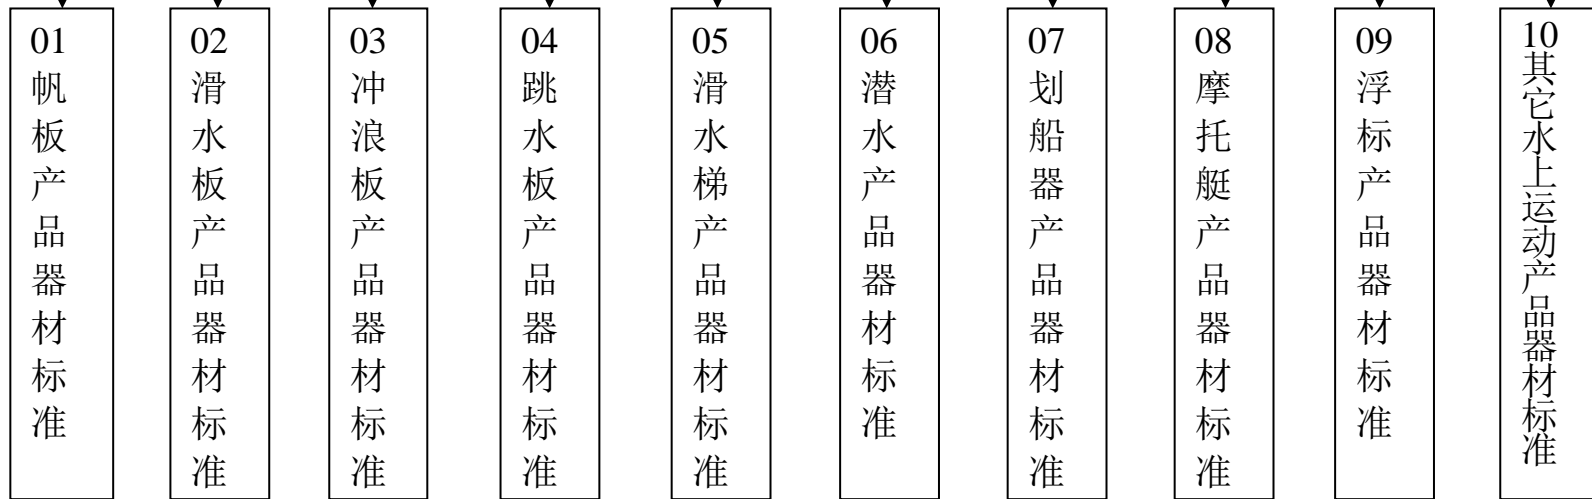 01帆板产品器材标准
02滑水板产品器材标准
03冲浪板产品器材标准
04跳水板产品器材标准
05滑水梯产品器材标准
06潜水产品器材标准
07划船器产品器材标准
08摩托艇产品器材标准
09浮标产品器材标准
10其它水上运动产品器材标准